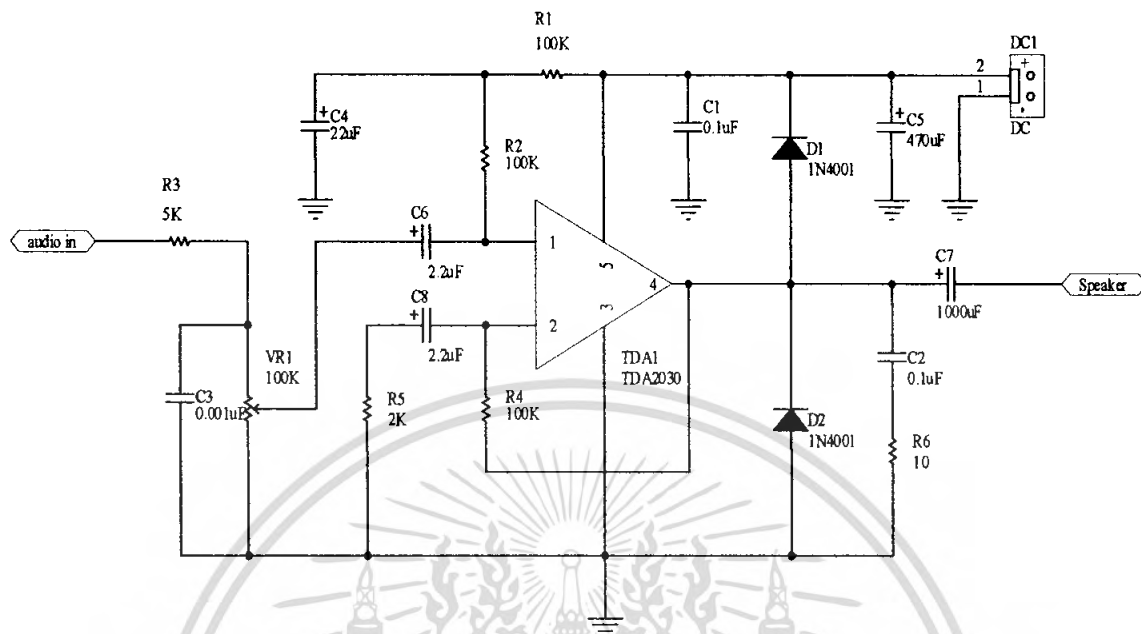 R1
100K
DC1
2
+
1
DC
+
C4
22uF
C1
0.1uF
+
C5
470uF
R2
100K
D1
1N4001
R3
5K
audio in
C6
+
2.2uF
1
5
4
C7
+
1000uF
Speaker
C8
+
2.2uF
2
3
VR1
100K
TDA1
TDA2030
C2
0.1uF
C3
0.001uF
R5
2K
R4
100K
D2
1N4001
R6
10